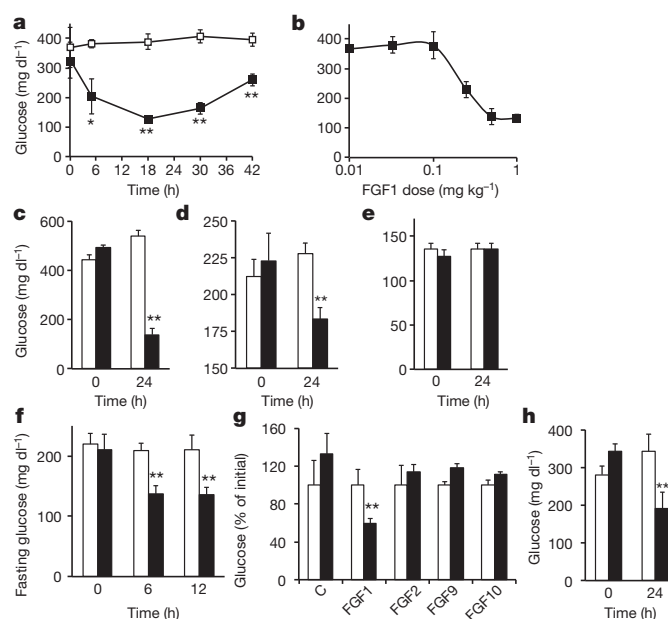 a
Glucose (mg dl⁻¹)
400
300
200
100
0
*
**
**
**
0 6 12 18 24 30 36 42
Time (h)
b
400
300
200
100
0
0.01 0.1 1
FGF1 dose (mg kg⁻¹)
c
Glucose (mg dl⁻¹)
600
400
200
0
**
0 24
Time (h)
d
250
225
200
175
150
**
0 24
Time (h)
e
150
100
50
0
0 24
Time (h)
f
Fasting glucose (mg dl⁻¹)
200
100
0
** **
0 6 12
Time (h)
g
Glucose (% of initial)
160
120
80
40
0
**
C FGF1 FGF2 FGF9 FGF10
h
Glucose (mg dl⁻¹)
400
300
200
100
0
**
0 24
Time (h)